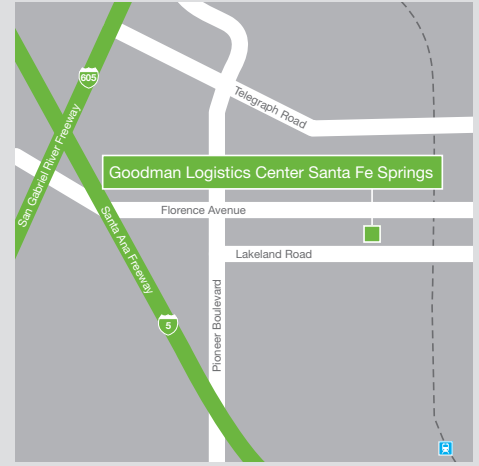 605
Telegraph Road
San Gabriel River Freeway
Goodman Logistics Center Santa Fe Springs
Florence Avenue
Santa Ana Freeway
Lakeland Road
Pioneer Boulevard
5